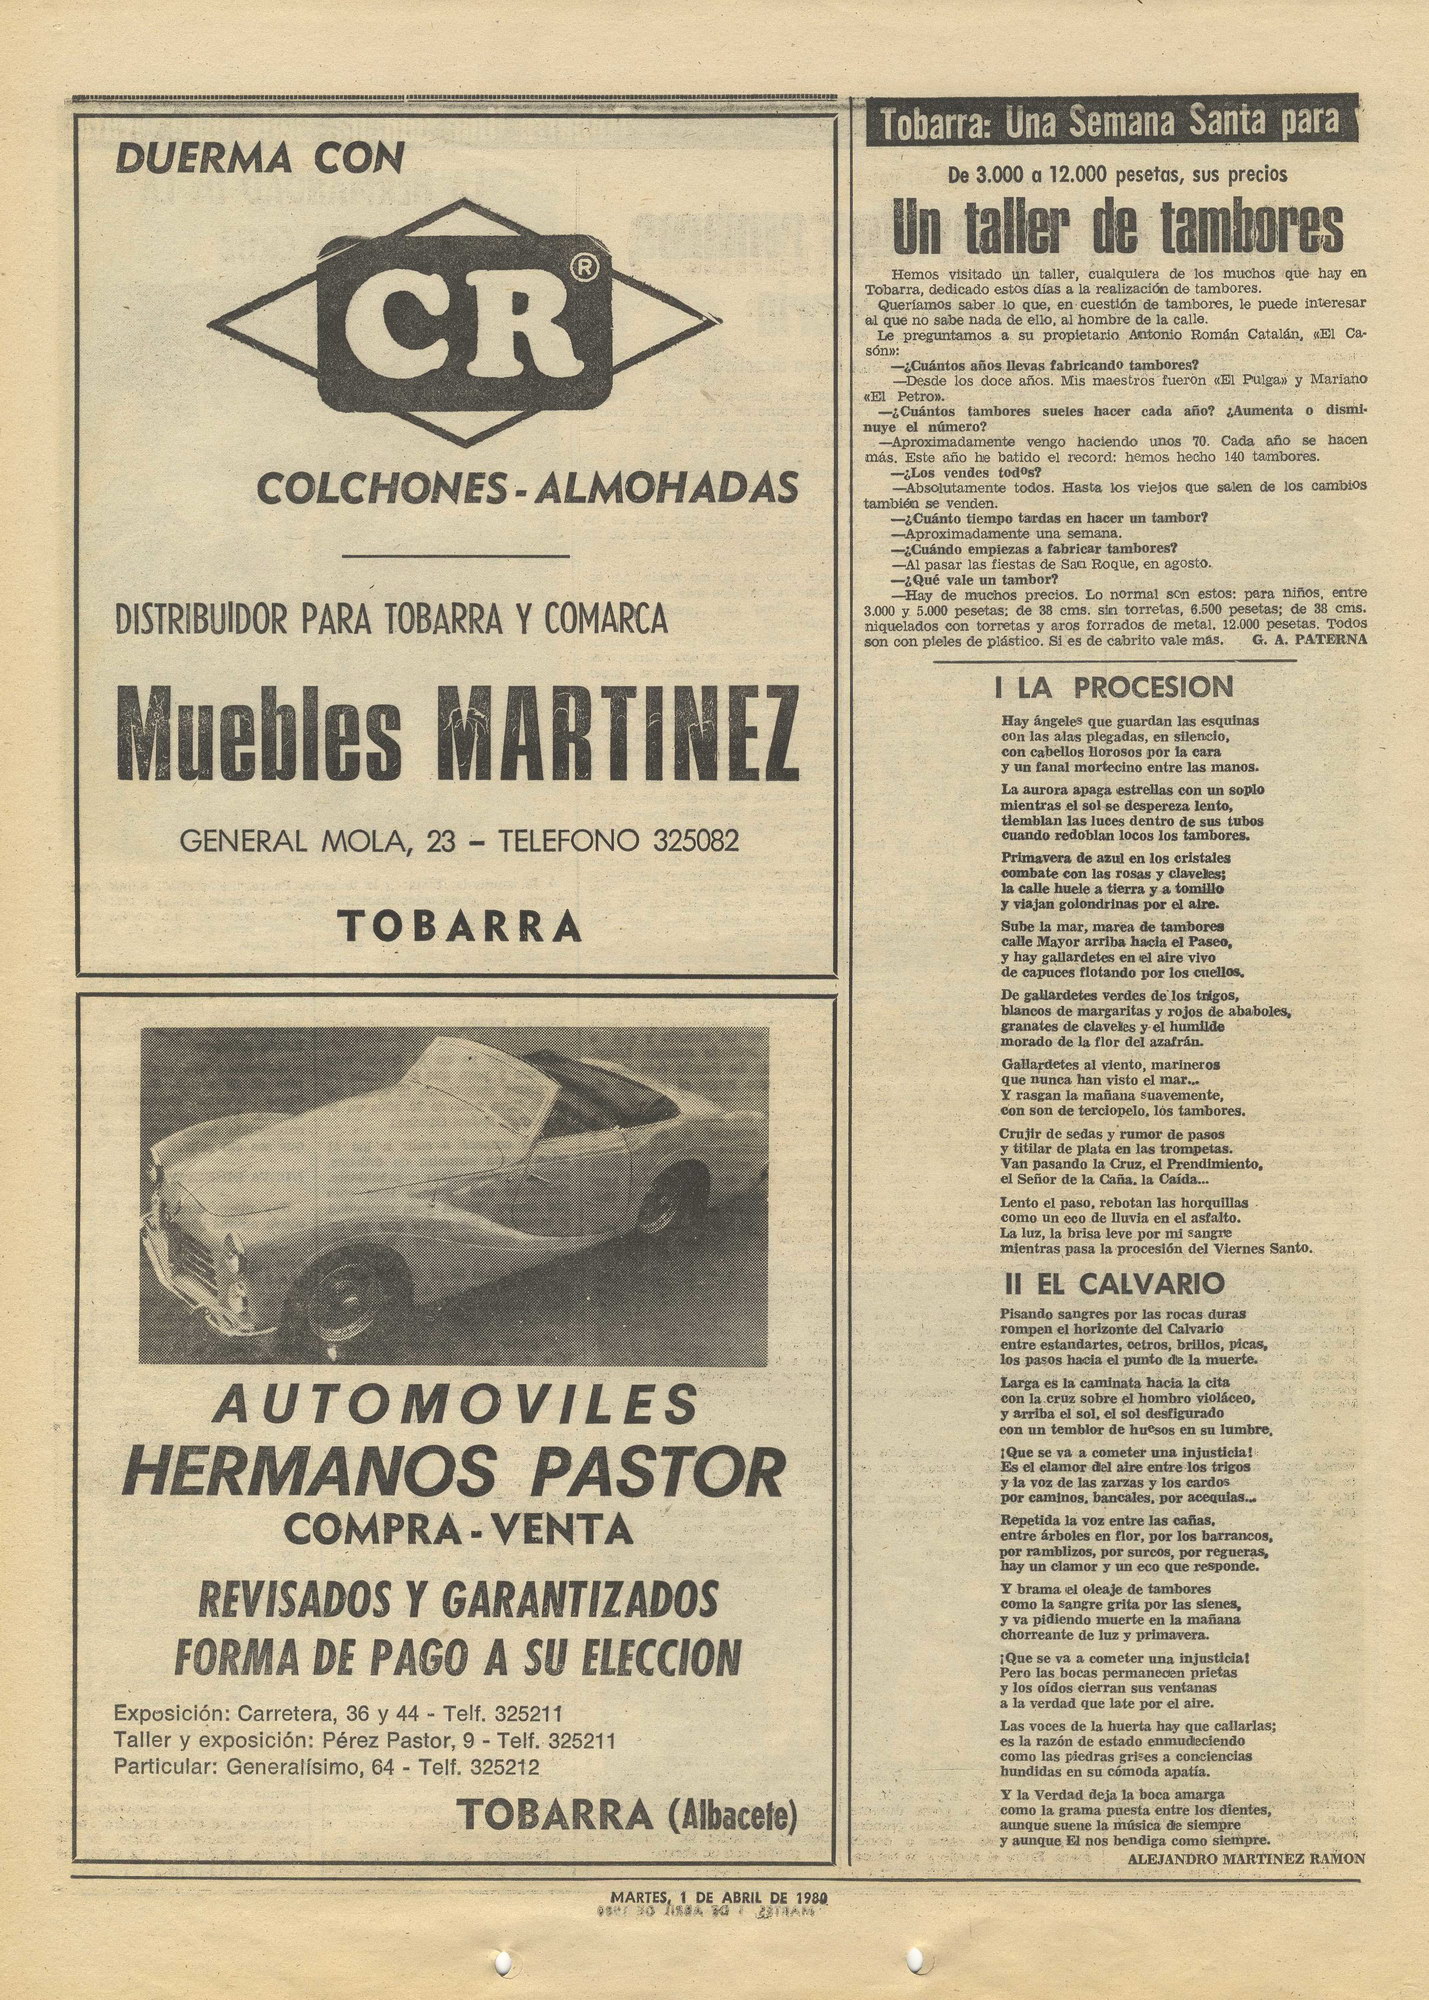 DUERMA CON
CR®
COLCHONES - ALMOHADAS
DISTRIBUIDOR PARA TOBARRA Y COMARCA
Muebles MARTINEZ
GENERAL MOLA, 23 – TELEFONO 325082
TOBARRA
AUTOMOVILES
HERMANOS PASTOR
COMPRA - VENTA
REVISADOS Y GARANTIZADOS
FORMA DE PAGO A SU ELECCION
Exposición: Carretera, 36 y 44 - Telf. 325211
Taller y exposición: Pérez Pastor, 9 - Telf. 325211
Particular: Generalísimo, 64 - Telf. 325212
TOBARRA (Albacete)
Tobarra: Una Semana Santa para
De 3.000 a 12.000 pesetas, sus precios
Un taller de tambores
Hemos visitado un taller, cualquiera de los muchos que hay en
Tobarra, dedicado estos días a la realización de tambores.
Queríamos saber lo que, en cuestión de tambores, le puede interesar
al que no sabe nada de ello, al hombre de la calle.
Le preguntamos a su propietario Antonio Román Catalán, «El Ca-
són»:
—¿Cuántos años llevas fabricando tambores?
—Desde los doce años. Mis maestros fueron «El Pulga» y Mariano
«El Petro».
—¿Cuántos tambores sueles hacer cada año? ¿Aumenta o dismi-
nuye el número?
—Aproximadamente vengo haciendo unos 70. Cada año se hacen
más. Este año he batido el record: hemos hecho 140 tambores.
—¿Los vendes todos?
—Absolutamente todos. Hasta los viejos que salen de los cambios
también se venden.
—¿Cuánto tiempo tardas en hacer un tambor?
—Aproximadamente una semana.
—¿Cuándo empiezas a fabricar tambores?
—Al pasar las fiestas de San Roque, en agosto.
—¿Qué vale un tambor?
—Hay de muchos precios. Lo normal son estos: para niños, entre
3.000 y 5.000 pesetas; de 38 cms. sin torretas, 6.500 pesetas; de 38 cms.
niquelados con torretas y aros forrados de metal, 12.000 pesetas. Todos
son con pieles de plástico. Si es de cabrito vale más. G. A. PATERNA
I LA PROCESION
Hay ángeles que guardan las esquinas
con las alas plegadas, en silencio,
con cabellos llorosos por la cara
y un fanal mortecino entre las manos.
La aurora apaga estrellas con un soplo
mientras el sol se despereza lento,
tiemblan las luces dentro de sus tubos
cuando redoblan locos los tambores.
Primavera de azul en los cristales
combate con las rosas y claveles;
la calle huele a tierra y a tomillo
y viajan golondrinas por el aire.
Sube la mar, marea de tambores
calle Mayor arriba hacia el Paseo,
y hay gallardetes en el aire vivo
de capuces flotando por los cuellos.
De gallardetes verdes de los trigos,
blancos de margaritas y rojos de ababoles,
granates de claveles y el humilde
morado de la flor del azafrán.
Gallardetes al viento, marineros
que nunca han visto el mar...
Y rasgan la mañana suavemente,
con son de terciopelo, los tambores.
Crujir de sedas y rumor de pasos
y titilar de plata en las trompetas.
Van pasando la Cruz, el Prendimiento,
el Señor de la Caña, la Caída...
Lento el paso, rebotan las horquillas
como un eco de lluvia en el asfalto.
La luz, la brisa leve por mi sangre
mientras pasa la procesión del Viernes Santo.
II EL CALVARIO
Pisando sangres por las rocas duras
rompen el horizonte del Calvario
entre estandartes, cetros, brillos, picas,
los pasos hacia el punto de la muerte.
Larga es la caminata hacia la cita
con la cruz sobre el hombro violáceo,
y arriba el sol, el sol desfigurado
con un temblor de huesos en su lumbre.
¡Que se va a cometer una injusticia!
Es el clamor del aire entre los trigos
y la voz de las zarzas y los cardos
por caminos, bancales, por acequias...
Repetida la voz entre las cañas,
entre árboles en flor, por los barrancos,
por ramblizos, por surcos, por regueras,
hay un clamor y un eco que responde.
Y brama el oleaje de tambores
como la sangre grita por las sienes,
y va pidiendo muerte en la mañana
chorreante de luz y primavera.
¡Que se va a cometer una injusticia!
Pero las bocas permanecen prietas
y los oídos cierran sus ventanas
a la verdad que late por el aire.
Las voces de la huerta hay que callarlas;
es la razón de estado enmudeciendo
como las piedras grises a conciencias
hundidas en su cómoda apatía.
Y la Verdad deja la boca amarga
como la grama puesta entre los dientes,
aunque suene la música de siempre
y aunque El nos bendiga como siempre.
ALEJANDRO MARTINEZ RAMON
MARTES, 1 DE ABRIL DE 1980